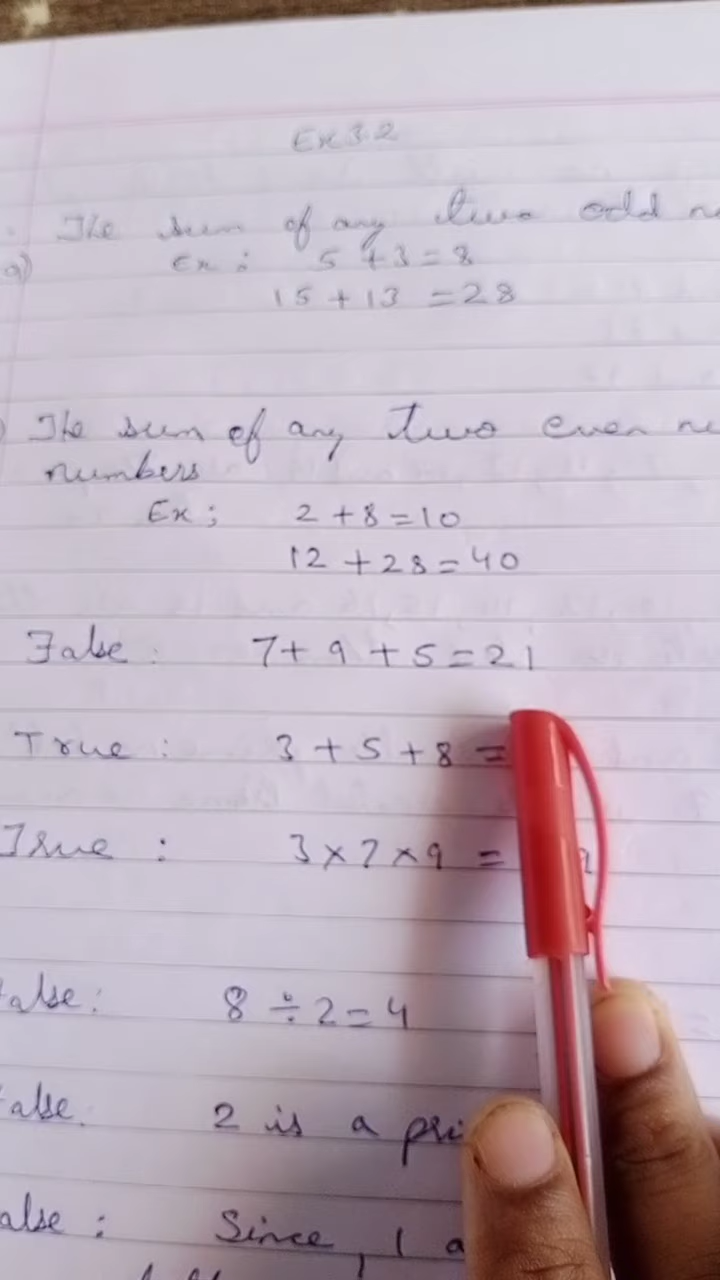 Ex 3.2
The sum of any two odd
a) Ex: 5 + 3 = 8
15 + 13 = 28
The sum of any two even
numbers
Ex: 2 + 8 = 10
12 + 28 = 40
False: 7 + 9 + 5 = 21
True: 3 + 5 + 8 =
True: 3 × 7 × 9 =
alse: 8 ÷ 2 = 4
alse. 2 is a pri
alse: Since, 1 a